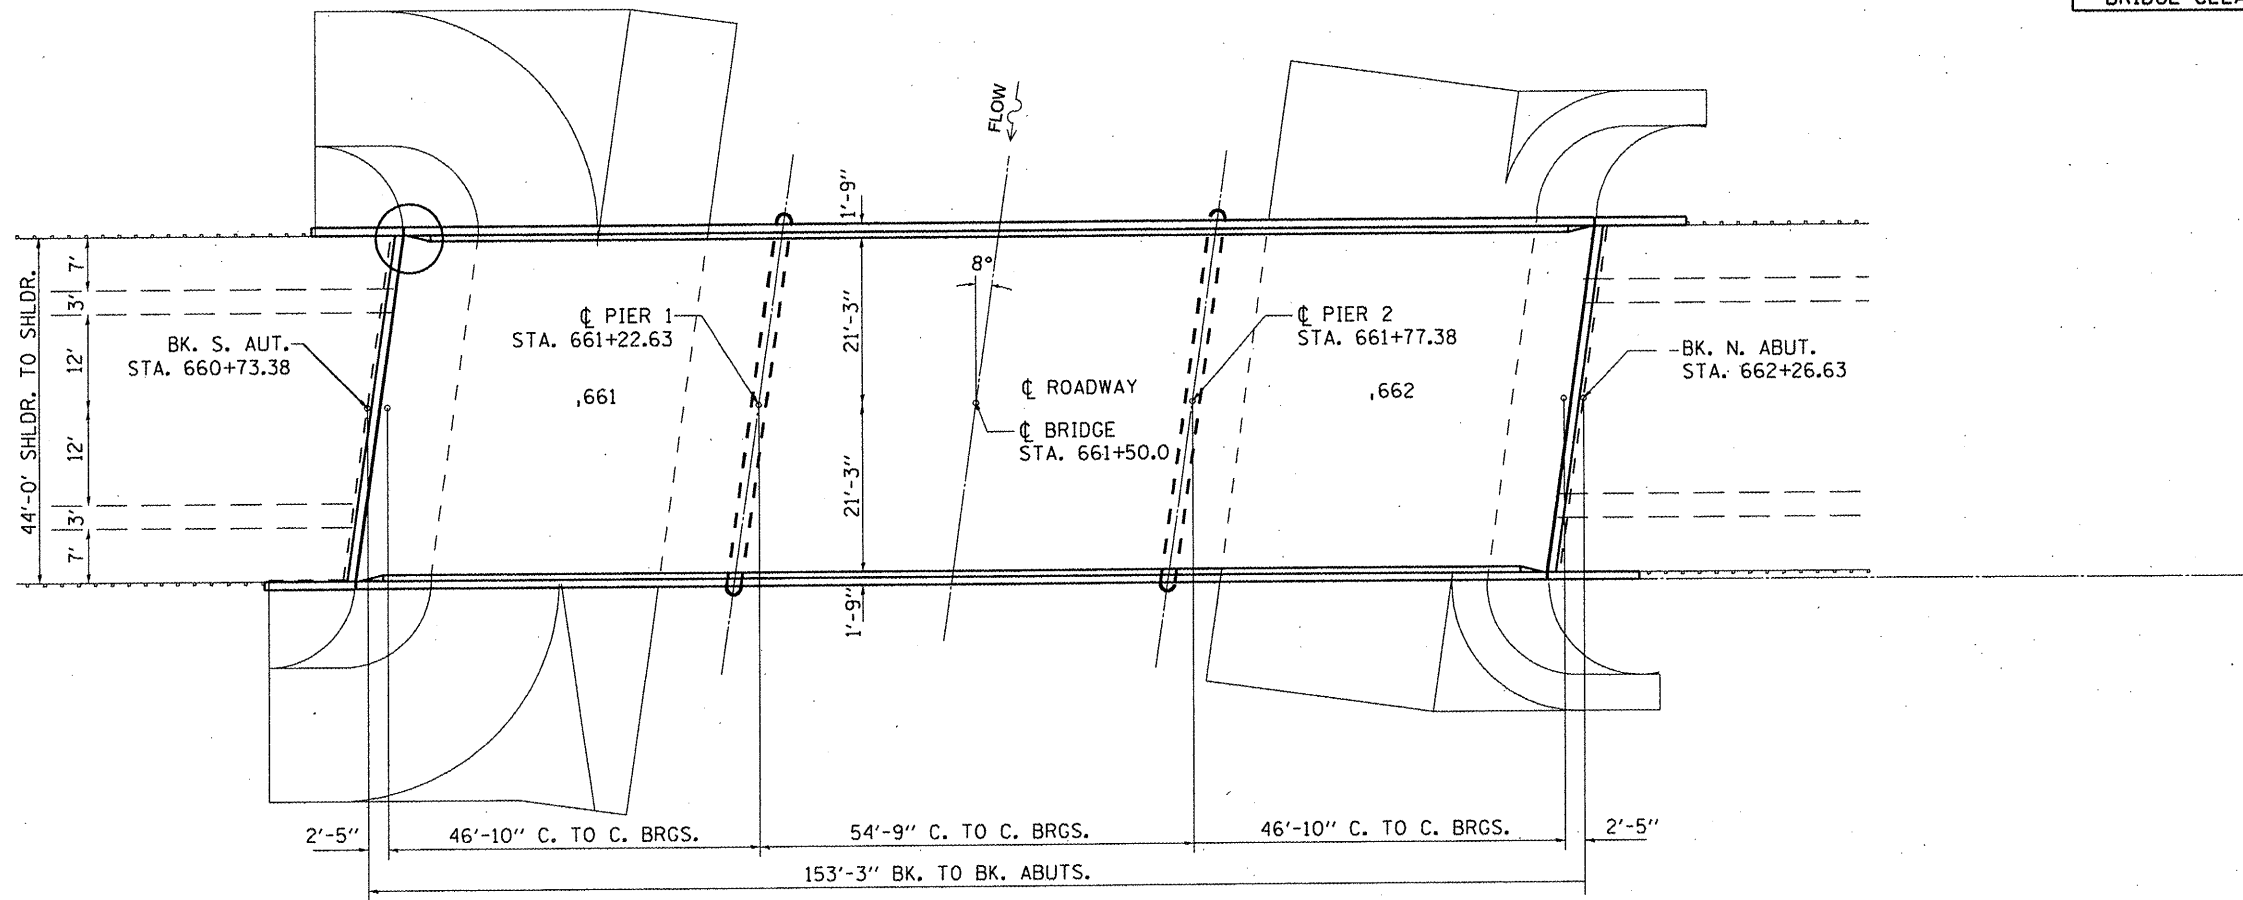 FLOW
1'-9"
8°
44'-0' SHLDR. TO SHLDR.
7'
3'
12'
12'
3'
7'
BK. S. AUT.
STA. 660+73.38
℄ PIER 1
STA. 661+22.63
,661
21'-3"
21'-3"
1'-9"
℄ ROADWAY
℄ BRIDGE
STA. 661+50.0
℄ PIER 2
STA. 661+77.38
,662
BK. N. ABUT.
STA. 662+26.63
2'-5"
46'-10" C. TO C. BRGS.
54'-9" C. TO C. BRGS.
46'-10" C. TO C. BRGS.
2'-5"
153'-3" BK. TO BK. ABUTS.